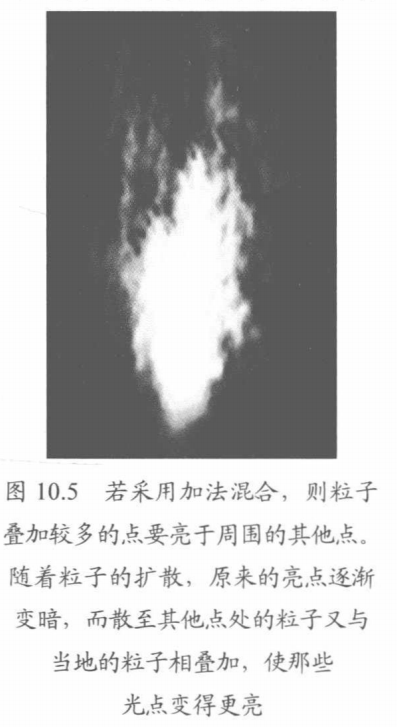 图 10.5 若采用加法混合，则粒子
叠加较多的点要亮于周围的其他点。
随着粒子的扩散，原来的亮点逐渐
变暗，而散至其他点处的粒子又与
当地的粒子相叠加，使那些
光点变得更亮